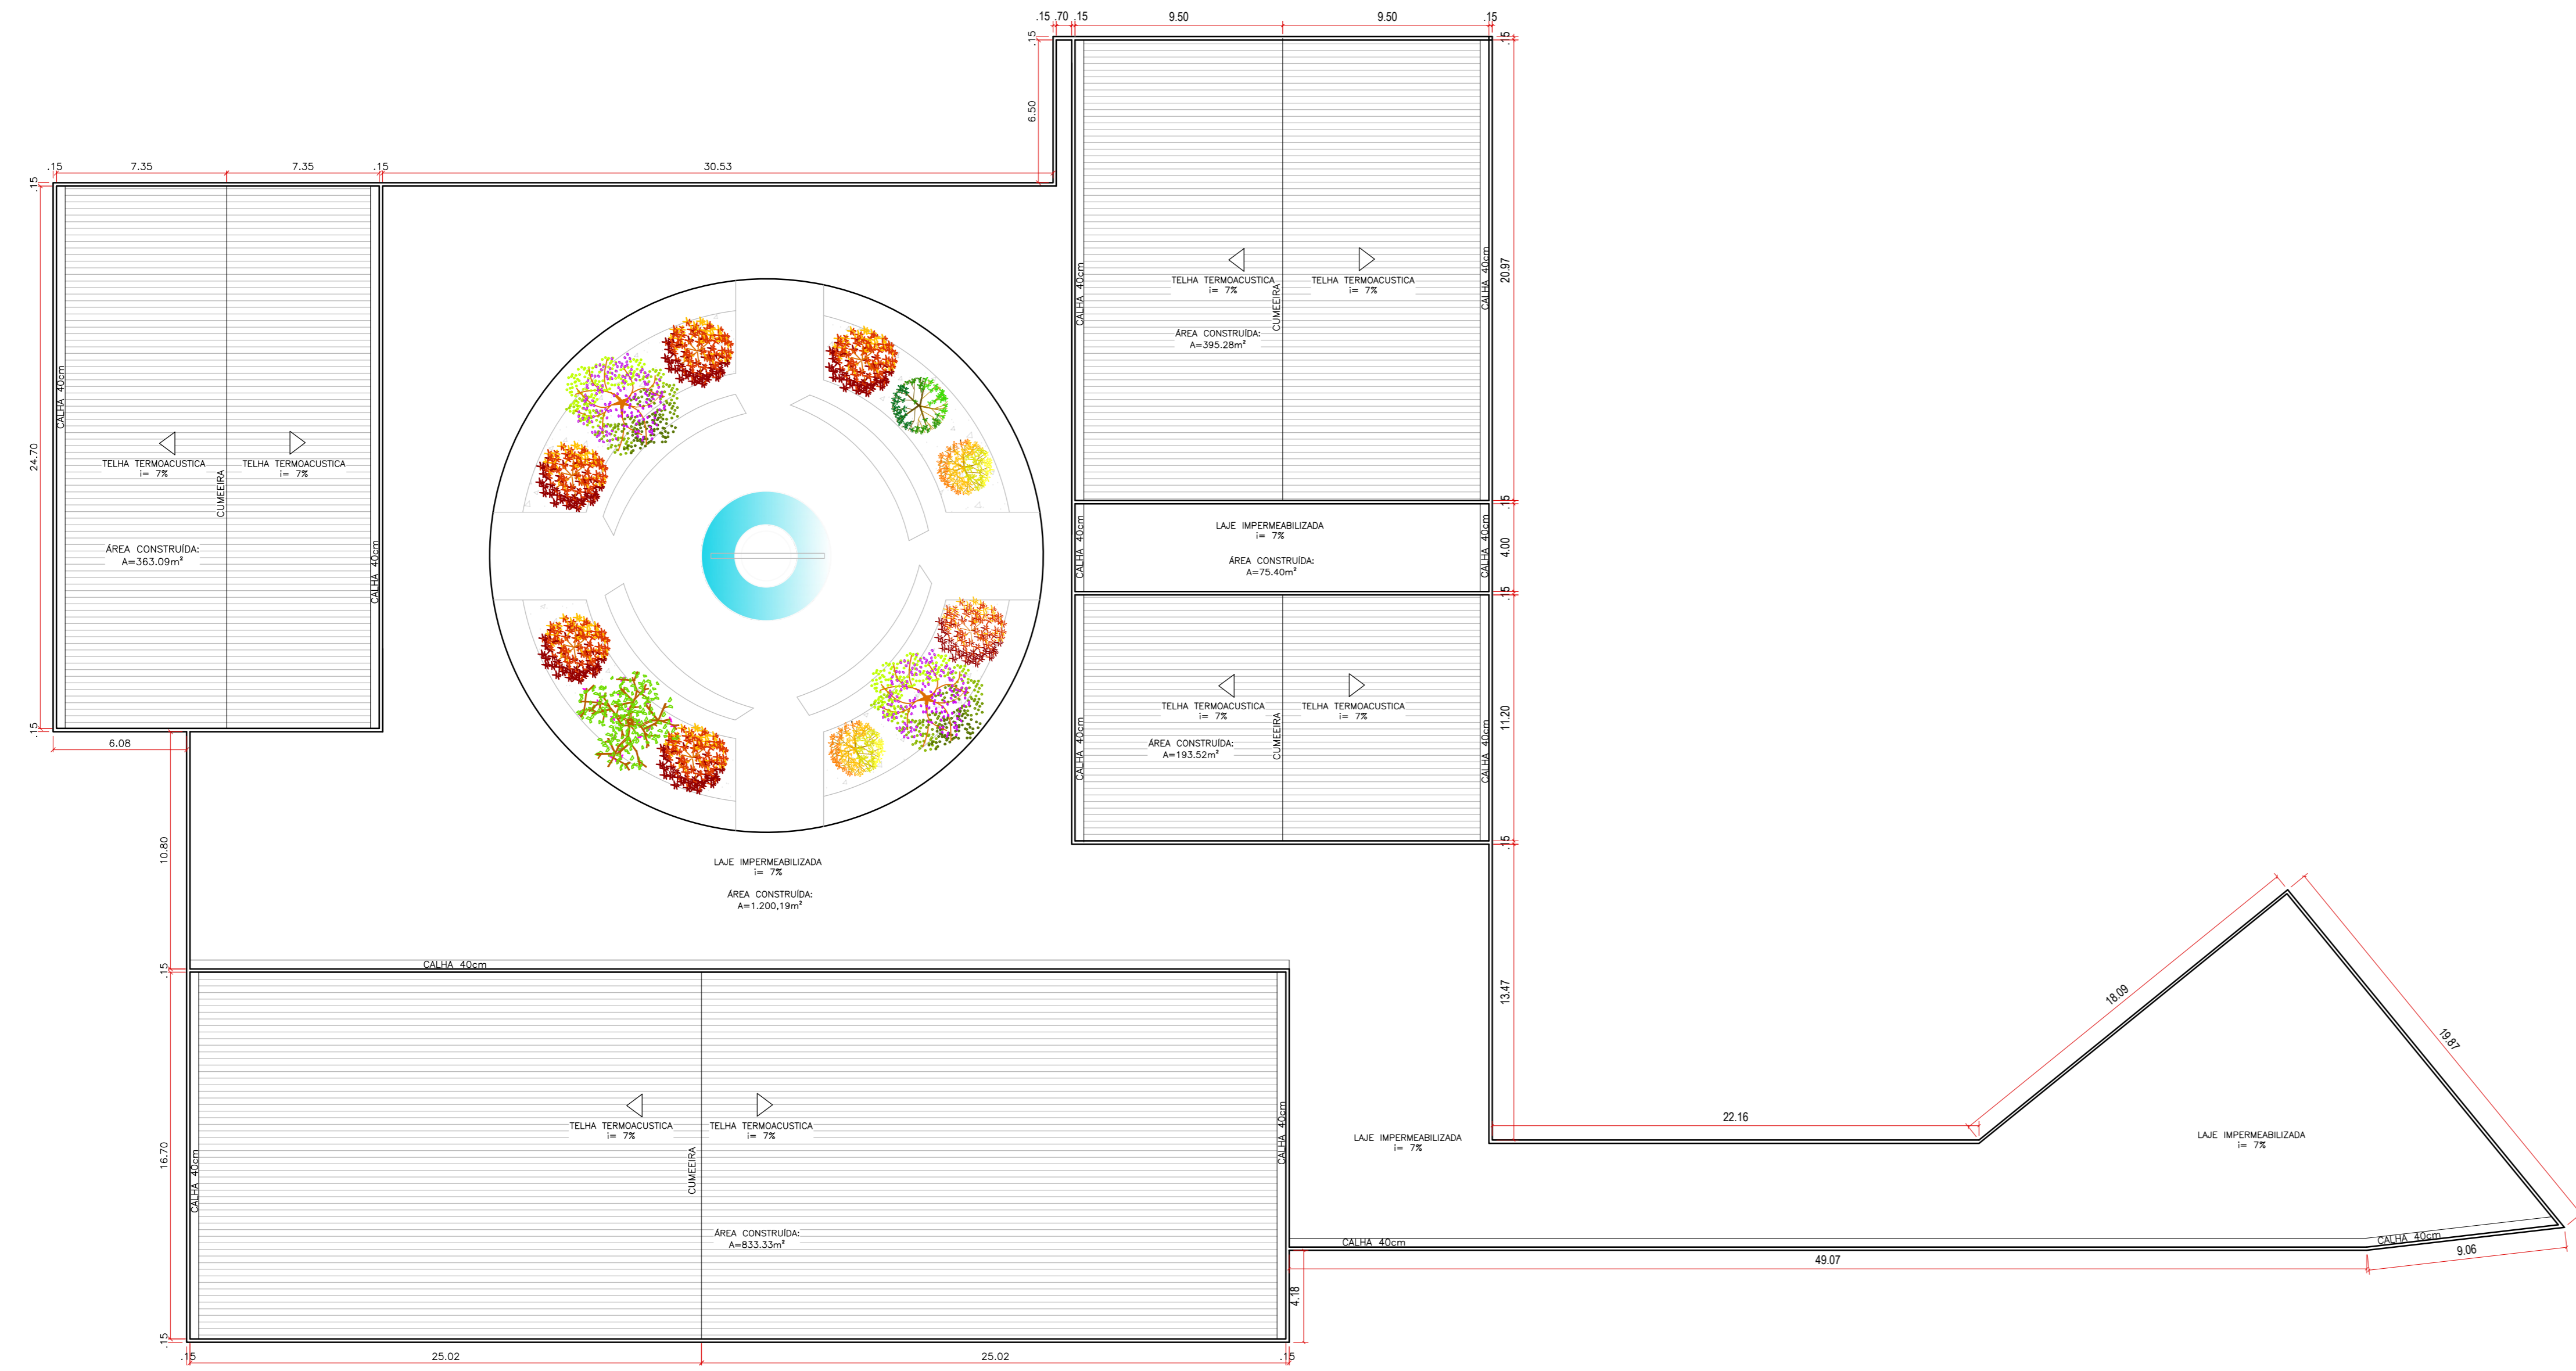 .15 .70 .15 9.50 9.50 .15
.15
.15
6.50
.15 7.35 7.35 .15 30.53
.15
24.70
.15
6.08
CALHA 40cm
TELHA TERMOACUSTICA
i= 7%
TELHA TERMOACUSTICA
i= 7%
CUMEEIRA
ÁREA CONSTRUÍDA:
A=363.09m²
CALHA 40cm
CALHA 40cm
TELHA TERMOACUSTICA
i= 7%
TELHA TERMOACUSTICA
i= 7%
CUMEEIRA
ÁREA CONSTRUÍDA:
A=395.28m²
CALHA 40cm
20.97
.15
CALHA 40cm
LAJE IMPERMEABILIZADA
i= 7%
ÁREA CONSTRUÍDA:
A=75.40m²
CALHA 40cm
4.00
.15
CALHA 40cm
TELHA TERMOACUSTICA
i= 7%
TELHA TERMOACUSTICA
i= 7%
CUMEEIRA
ÁREA CONSTRUÍDA:
A=193.52m²
CALHA 40cm
11.20
.15
10.80
LAJE IMPERMEABILIZADA
i= 7%
ÁREA CONSTRUÍDA:
A=1.200,19m²
.15
CALHA 40cm
13.47
18.09
19.87
22.16
16.70
CALHA 40cm
TELHA TERMOACUSTICA
i= 7%
TELHA TERMOACUSTICA
i= 7%
CUMEEIRA
CALHA 40cm
ÁREA CONSTRUÍDA:
A=833.33m²
LAJE IMPERMEABILIZADA
i= 7%
LAJE IMPERMEABILIZADA
i= 7%
CALHA 40cm
CALHA 40cm
9.06
49.07
4.18
.15
.15 25.02 25.02 .15